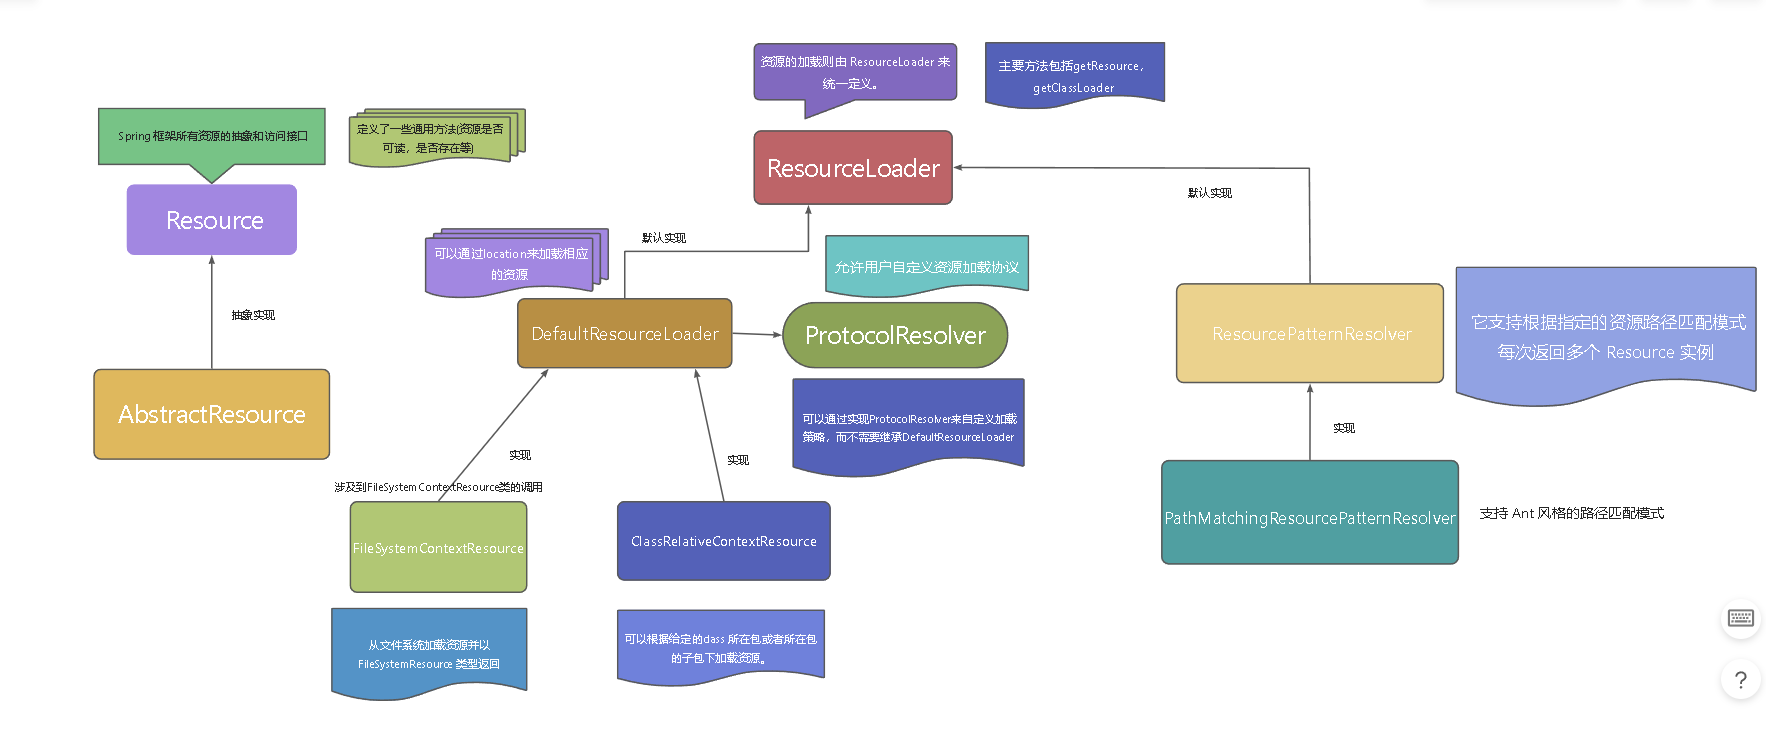 资源的加载则由 ResourceLoader 来
统一定义。
主要方法包括getResource，
getClassLoader
Spring 框架所有资源的抽象和访问接口
定义了一些通用方法(资源是否
可读，是否存在等)
ResourceLoader
Resource
默认实现
默认实现
可以通过location来加载相应
的资源
允许用户自定义资源加载协议
抽象实现
DefaultResourceLoader
ProtocolResolver
ResourcePatternResolver
它支持根据指定的资源路径匹配模式
每次返回多个 Resource 实例
AbstractResource
可以通过实现ProtocolResolver来自定义加载
策略，而不需要继承DefaultResourceLoader
实现
实现
实现
涉及到FileSystemContextResource类的调用
FileSystemContextResource
ClassRelativeContextResource
PathMatchingResourcePatternResolver
支持 Ant 风格的路径匹配模式
从文件系统加载资源并以
FileSystemResource 类型返回
可以根据给定的class 所在包或者所在包
的子包下加载资源。
?